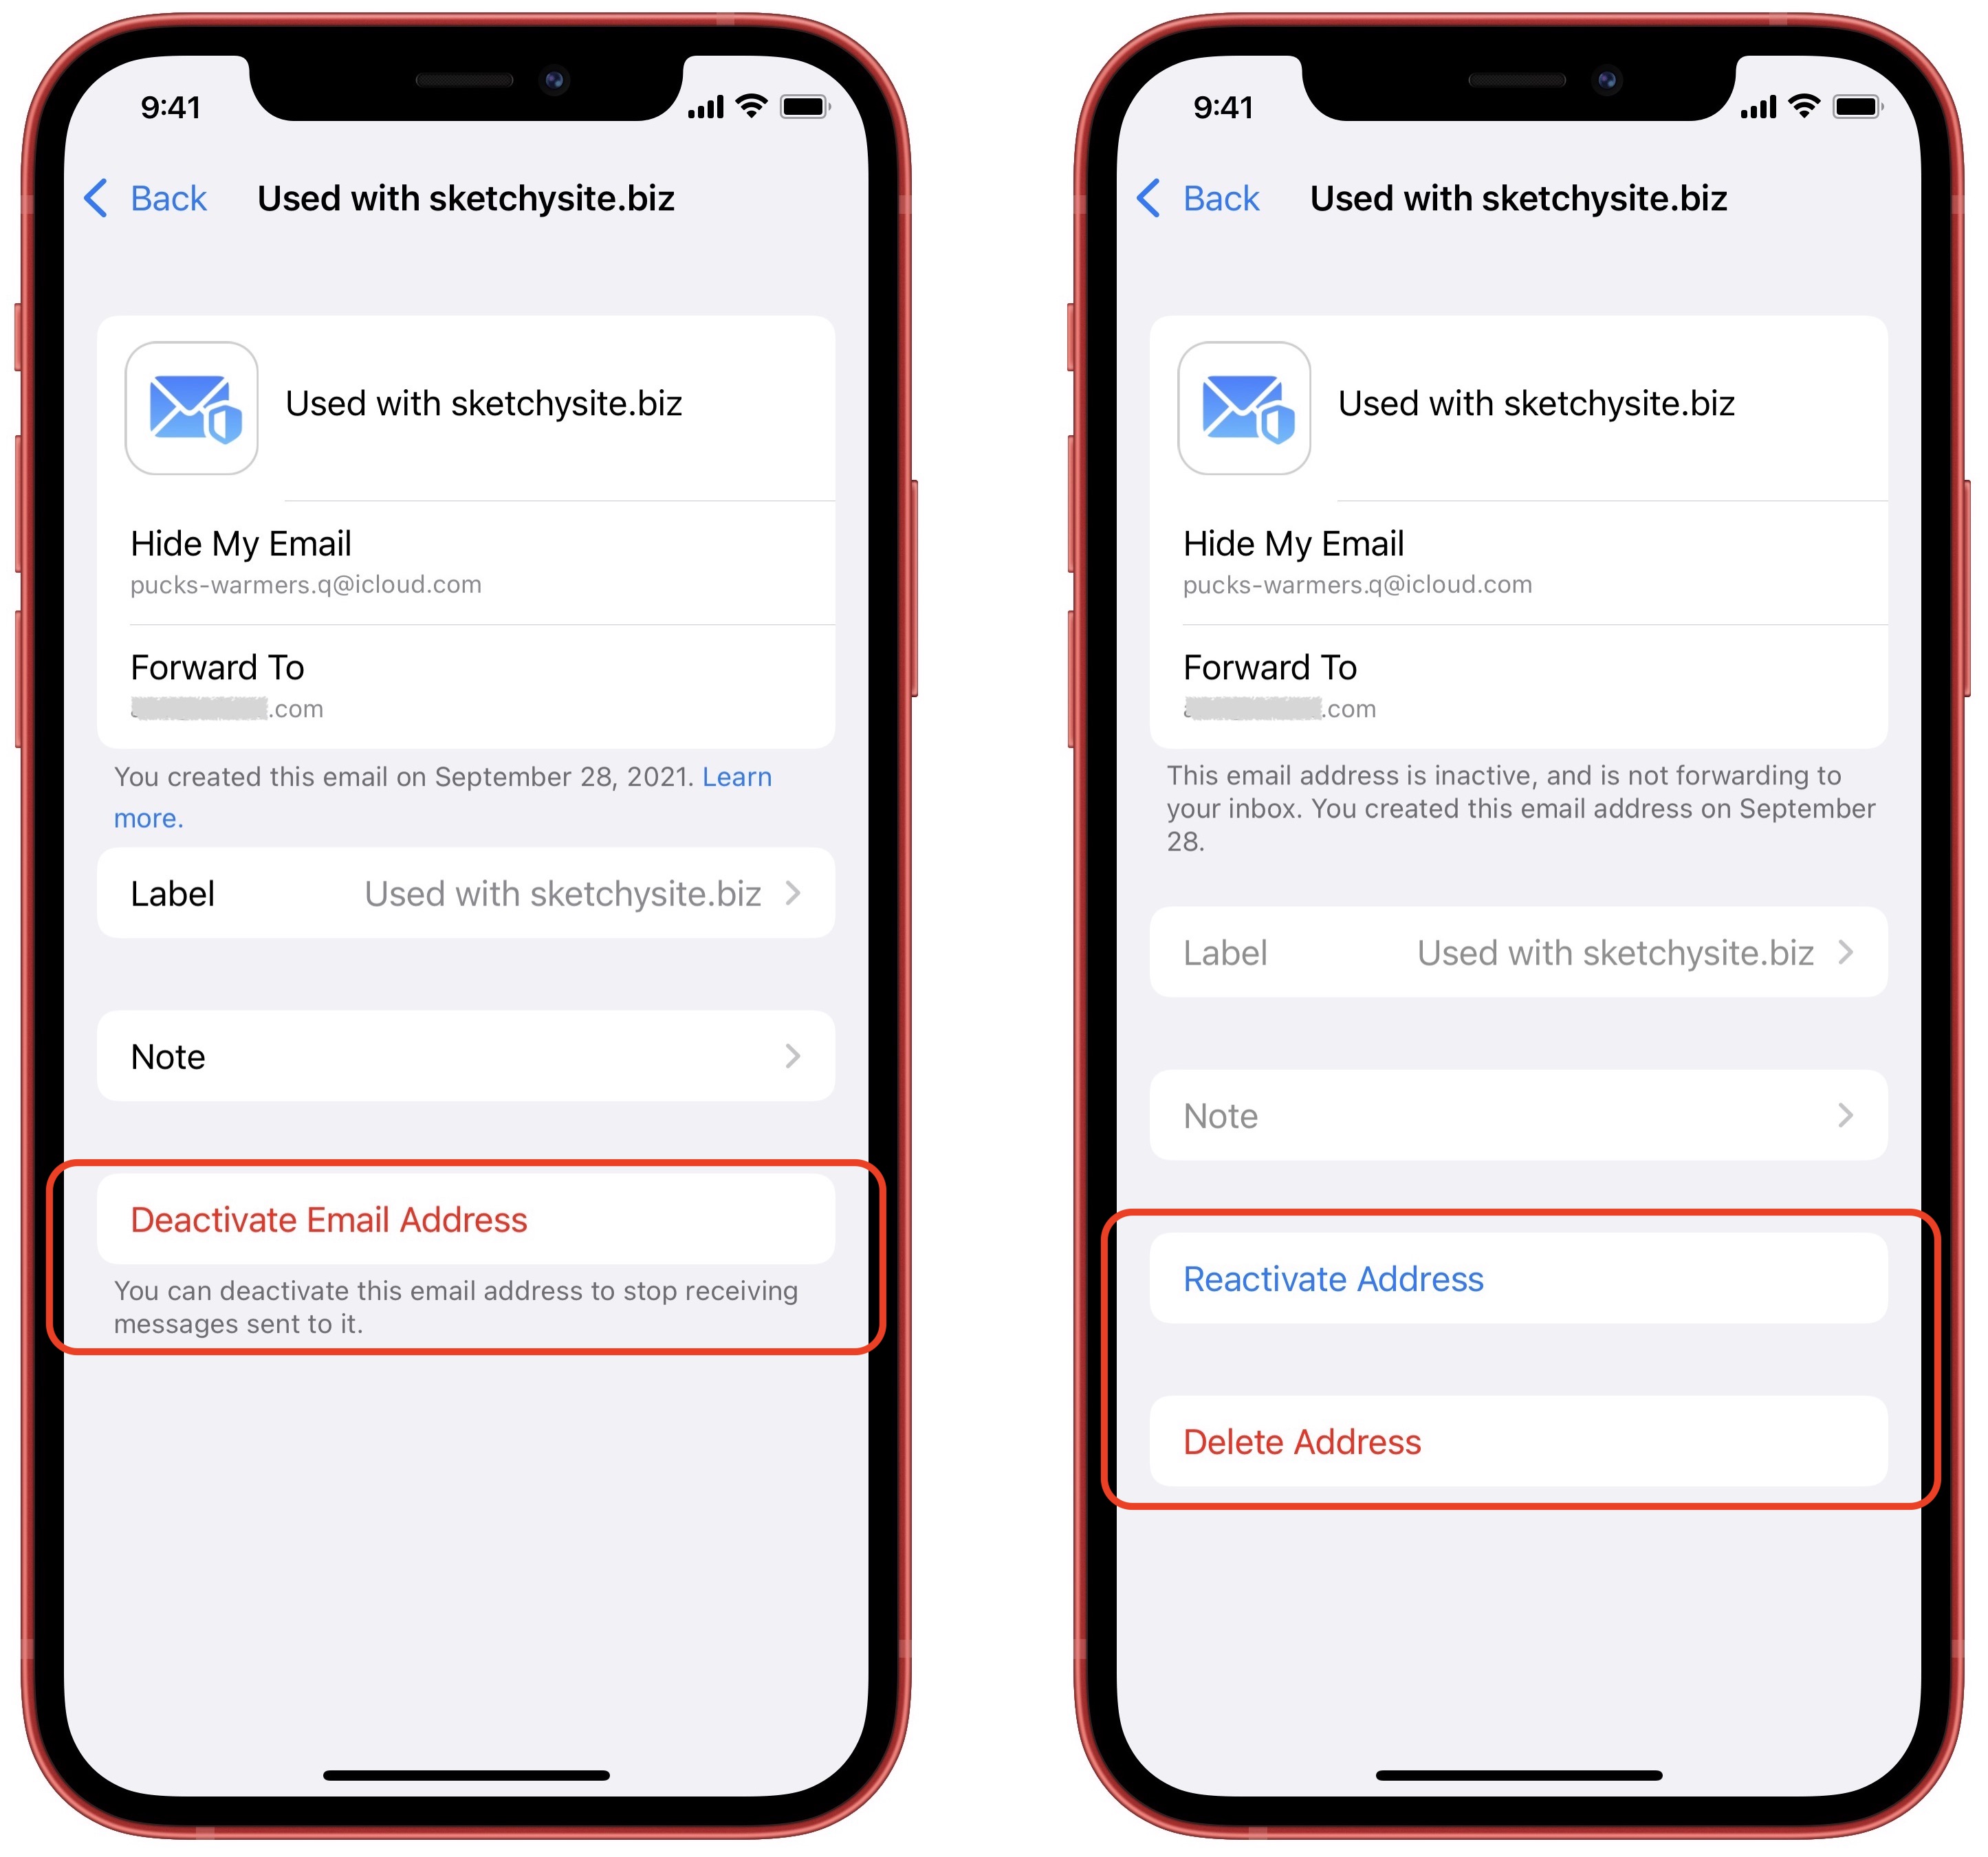 9:41
Back
Used with sketchysite.biz
Used with sketchysite.biz
Hide My Email
pucks-warmers.q@icloud.com
Forward To
.com
You created this email on September 28, 2021. Learn
more.
Label
Used with sketchysite.biz
Note
Deactivate Email Address
You can deactivate this email address to stop receiving
messages sent to it.
9:41
Back
Used with sketchysite.biz
Used with sketchysite.biz
Hide My Email
pucks-warmers.q@icloud.com
Forward To
.com
This email address is inactive, and is not forwarding to
your inbox. You created this email address on September
28.
Label
Used with sketchysite.biz
Note
Reactivate Address
Delete Address